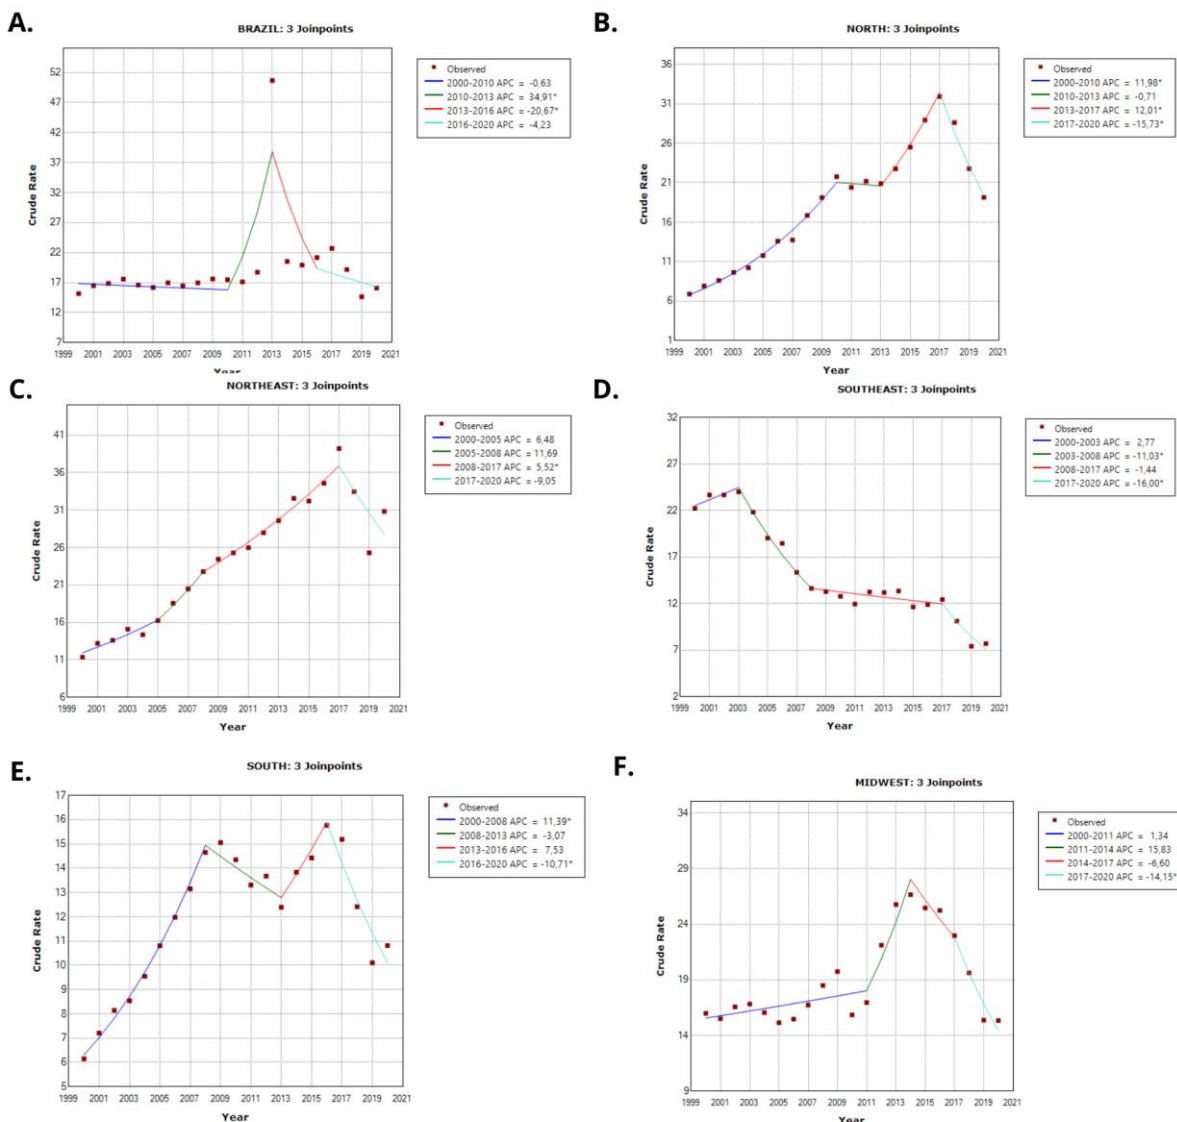 A.
BRAZIL: 3 Joinpoints
Crude Rate
52
47
42
37
32
27
22
17
12
7
1999 2001 2003 2005 2007 2009 2011 2013 2015 2017 2019 2021
Year
Observed
2000-2010 APC = -0,63
2010-2013 APC = 34,91*
2013-2016 APC = -20,67*
2016-2020 APC = -4,23
B.
NORTH: 3 Joinpoints
Crude Rate
36
31
26
21
16
11
6
1
1999 2001 2003 2005 2007 2009 2011 2013 2015 2017 2019 2021
Year
Observed
2000-2010 APC = 11,98*
2010-2013 APC = -0,71
2013-2017 APC = 12,01*
2017-2020 APC = -15,73*
C.
NORTHEAST: 3 Joinpoints
Crude Rate
41
36
31
26
21
16
11
6
1999 2001 2003 2005 2007 2009 2011 2013 2015 2017 2019 2021
Year
Observed
2000-2005 APC = 6,48
2005-2008 APC = 11,69
2008-2017 APC = 5,52*
2017-2020 APC = -9,05
D.
SOUTHEAST: 3 Joinpoints
Crude Rate
32
27
22
17
12
7
2
1999 2001 2003 2005 2007 2009 2011 2013 2015 2017 2019 2021
Year
Observed
2000-2003 APC = 2,77
2003-2008 APC = -11,03*
2008-2017 APC = -1,44
2017-2020 APC = -16,00*
E.
SOUTH: 3 Joinpoints
Crude Rate
17
16
15
14
13
12
11
10
9
8
7
6
5
1999 2001 2003 2005 2007 2009 2011 2013 2015 2017 2019 2021
Year
Observed
2000-2008 APC = 11,39*
2008-2013 APC = -3,07
2013-2016 APC = 7,53
2016-2020 APC = -10,71*
F.
MIDWEST: 3 Joinpoints
Crude Rate
34
29
24
19
14
9
1999 2001 2003 2005 2007 2009 2011 2013 2015 2017 2019 2021
Year
Observed
2000-2011 APC = 1,34
2011-2014 APC = 15,83
2014-2017 APC = -6,60
2017-2020 APC = -14,15*